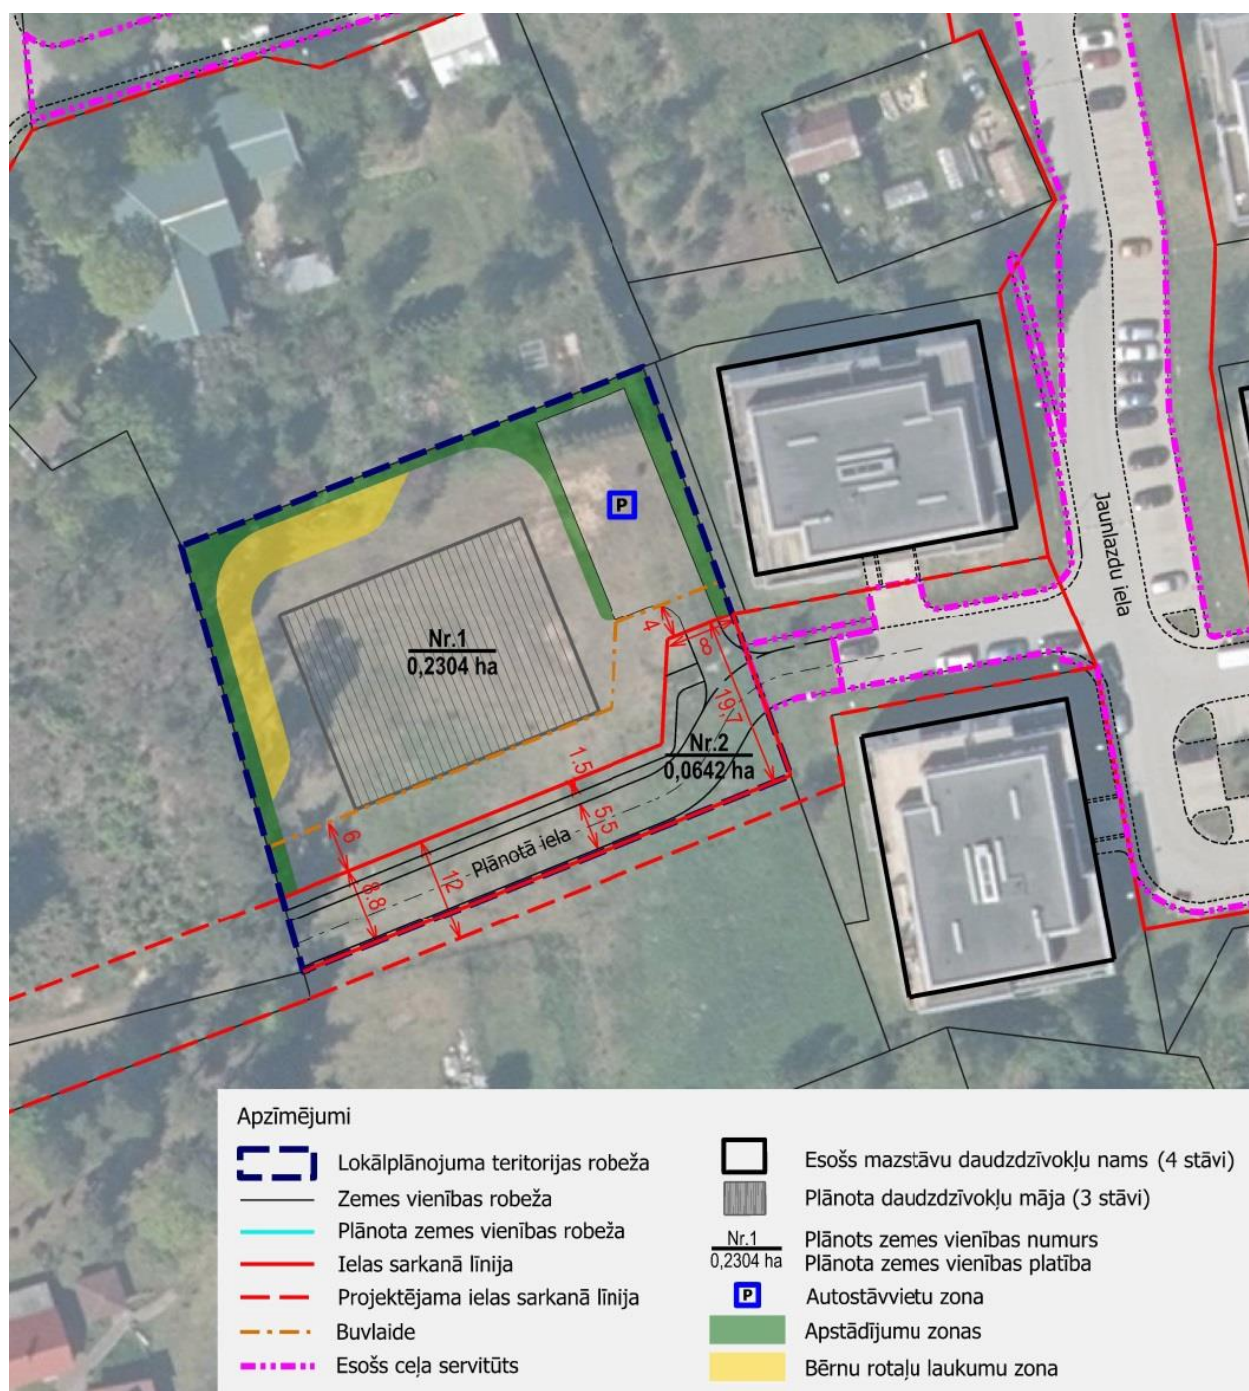 Jaunlazdu iela
P
4
8
Nr.1
0,2304 ha
19,7
Nr.2
0,0642 ha
1.5
5,5
Plānotā iela
6
8.8
12
Apzīmējumi
Lokālplānojuma teritorijas robeža
Zemes vienības robeža
Plānota zemes vienības robeža
Ielas sarkanā līnija
Projektējama ielas sarkanā līnija
Buvlaide
Esošs ceļa servitūts
Esošs mazstāvu daudzdzīvokļu nams (4 stāvi)
Plānota daudzdzīvokļu māja (3 stāvi)
Nr.1
0,2304 ha
Plānots zemes vienības numurs
Plānota zemes vienības platība
P
Autostāvvietu zona
Apstādījumu zonas
Bērnu rotaļu laukumu zona